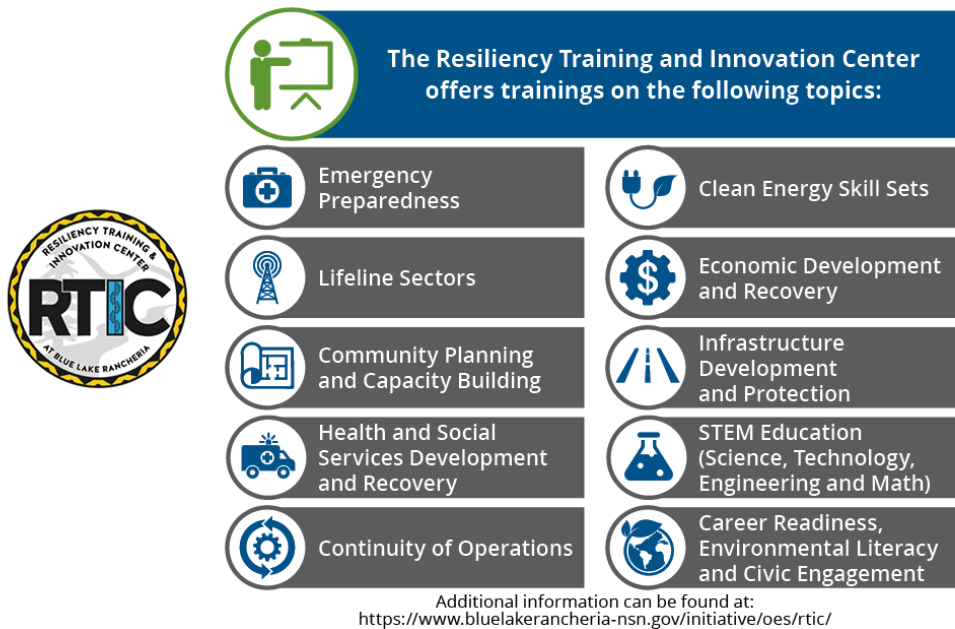 The Resiliency Training and Innovation Center
offers trainings on the following topics:
RESILIENCY TRAINING &
INNOVATION CENTER
RTIC
AT BLUE LAKE RANCHERIA
Emergency
Preparedness
Lifeline Sectors
Community Planning
and Capacity Building
Health and Social
Services Development
and Recovery
Continuity of Operations
Clean Energy Skill Sets
Economic Development
and Recovery
Infrastructure
Development
and Protection
STEM Education
(Science, Technology,
Engineering and Math)
Career Readiness,
Environmental Literacy
and Civic Engagement
Additional information can be found at:
https://www.bluelakerancheria-nsn.gov/initiative/oes/rtic/